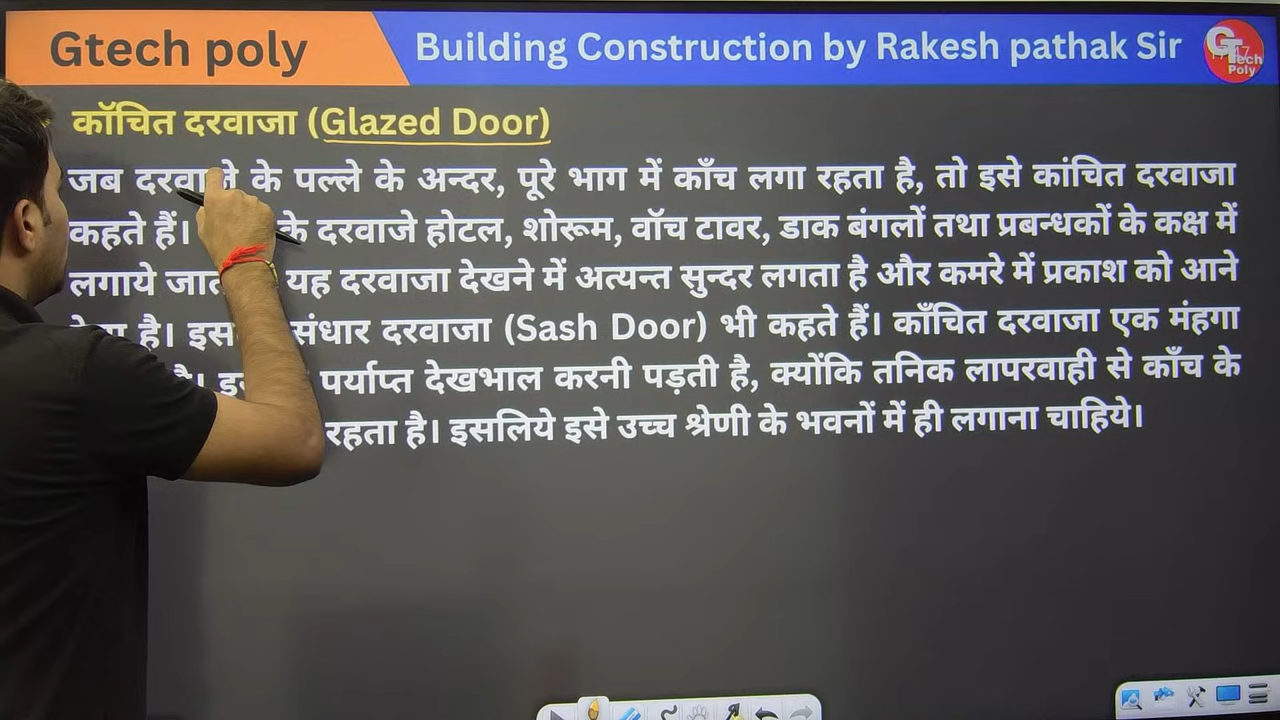 Gtech poly
Building Construction by Rakesh pathak Sir
GTech Poly
कॉचित दरवाजा (Glazed Door)
जब के पल्ले के अन्दर, पूरे भाग में काँच लगा रहता है, तो इसे कांचित दरवाजा
कहते हैं। के दरवाजे होटल, शोरूम, वॉच टावर, डाक बंगलों तथा प्रबन्धकों के कक्ष में
लगाये यह दरवाजा देखने में अत्यन्त सुन्दर लगता है और कमरे में प्रकाश को आने
है। संधार दरवाजा (Sash Door) भी कहते हैं। काँचित दरवाजा एक मंहगा
पर्याप्त देखभाल करनी पड़ती है, क्योंकि तनिक लापरवाही से काँच के
रहता है। इसलिये इसे उच्च श्रेणी के भवनों में ही लगाना चाहिये।